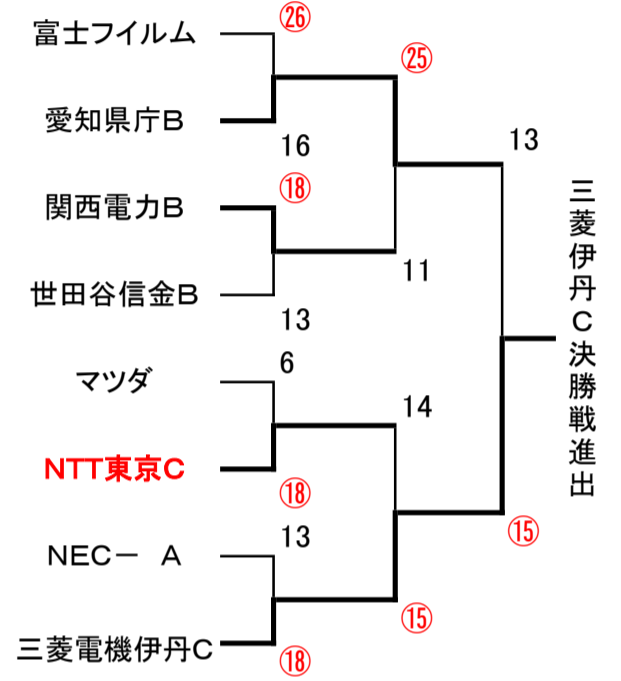 富士フイルム
㉖
㉕
愛知県庁B
16
13
関西電力B
⑱
11
世田谷信金B
13
マツダ
6
14
NTT東京C
⑱
NEC－ A
13
⑮
⑮
三菱電機伊丹C
⑱
三菱伊丹C決勝戦進出